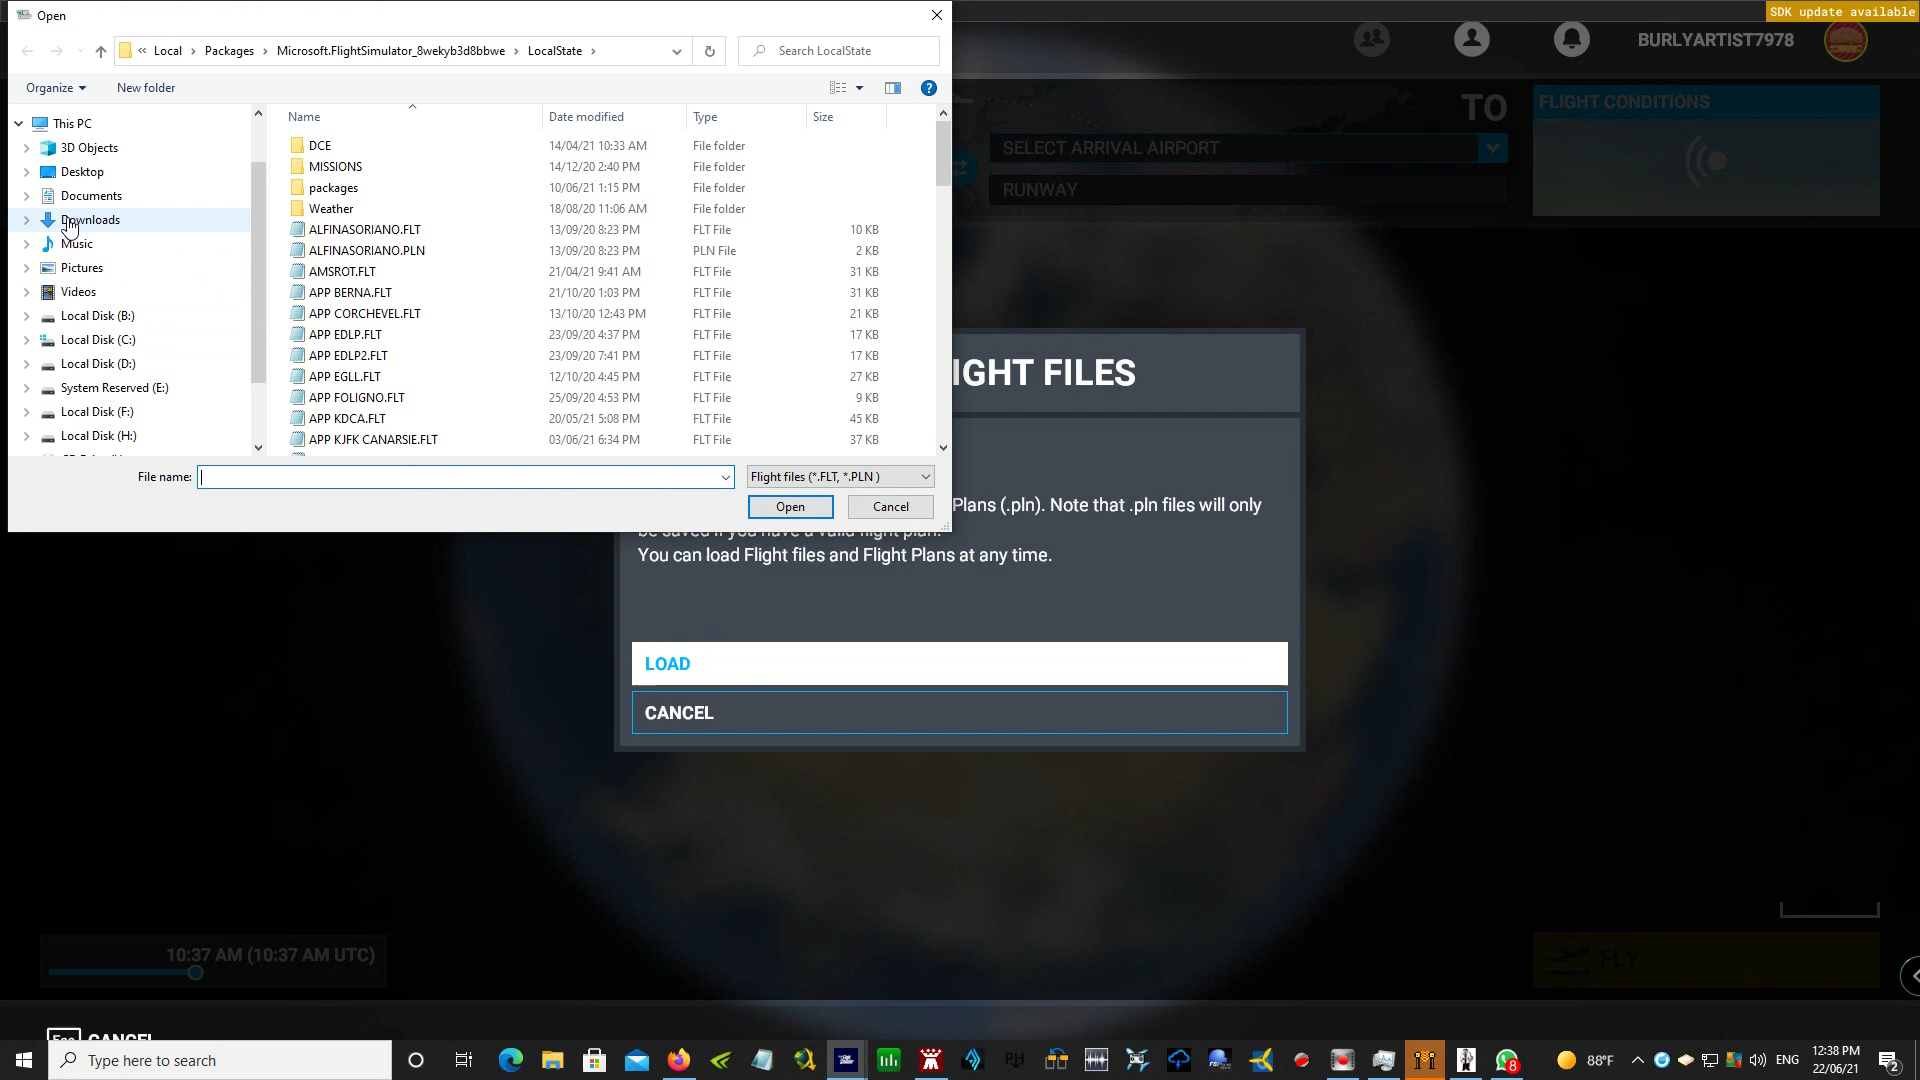 Open
SDK update available
« Local > Packages > Microsoft.FlightSimulator_8wekyb3d8bbwe > LocalState >
Search LocalState
BURLYARTIST7978
Organize
New folder
This PC
3D Objects
Desktop
Documents
Downloads
Music
Pictures
Videos
Local Disk (B:)
Local Disk (C:)
Local Disk (D:)
System Reserved (E:)
Local Disk (F:)
Local Disk (H:)
Name Date modified Type Size
DCE 14/04/21 10:33 AM File folder
MISSIONS 14/12/20 2:40 PM File folder
packages 10/06/21 1:15 PM File folder
Weather 18/08/20 11:06 AM File folder
ALFINASORIANO.FLT 13/09/20 8:23 PM FLT File 10 KB
ALFINASORIANO.PLN 13/09/20 8:23 PM PLN File 2 KB
AMSROT.FLT 21/04/21 9:41 AM FLT File 31 KB
APP BERNA.FLT 21/10/20 1:03 PM FLT File 31 KB
APP CORCHEVEL.FLT 13/10/20 12:43 PM FLT File 21 KB
APP EDLP.FLT 23/09/20 4:37 PM FLT File 17 KB
APP EDLP2.FLT 23/09/20 7:41 PM FLT File 17 KB
APP EGLL.FLT 12/10/20 4:45 PM FLT File 27 KB
APP FOLIGNO.FLT 25/09/20 4:53 PM FLT File 9 KB
APP KDCA.FLT 20/05/21 5:08 PM FLT File 45 KB
APP KJFK CANARSIE.FLT 03/06/21 6:34 PM FLT File 37 KB
File name:
Flight files (*.FLT, *.PLN )
Open
Cancel
TO
SELECT ARRIVAL AIRPORT
RUNWAY
FLIGHT CONDITIONS
IGHT FILES
Plans (.pln). Note that .pln files will only
be saved if you have a valid flight plan.
You can load Flight files and Flight Plans at any time.
LOAD
CANCEL
10:37 AM (10:37 AM UTC)
FLY
Esc CANCEL
Type here to search
8
88°F
ENG
12:38 PM
22/06/21
2